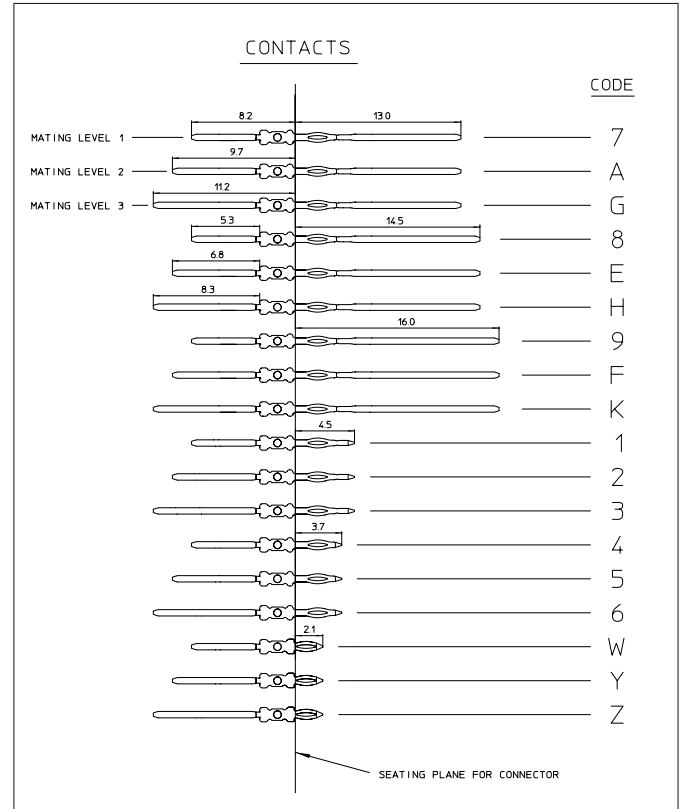 CONTACTS
CODE
8.2 13.0
MATING LEVEL 1 7
9.7
MATING LEVEL 2 A
11.2
MATING LEVEL 3 G
5.3 14.5
8
6.8
E
8.3
H
16.0
9
F
K
4.5
1
2
3
3.7
4
5
6
2.1
W
Y
Z
SEATING PLANE FOR CONNECTOR